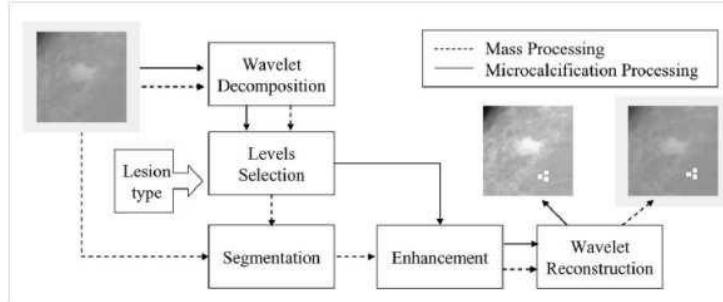 Mass Processing
Microcalcification Processing
Wavelet
Decomposition
Levels
Selection
Lesion
type
Segmentation
Enhancement
Wavelet
Reconstruction